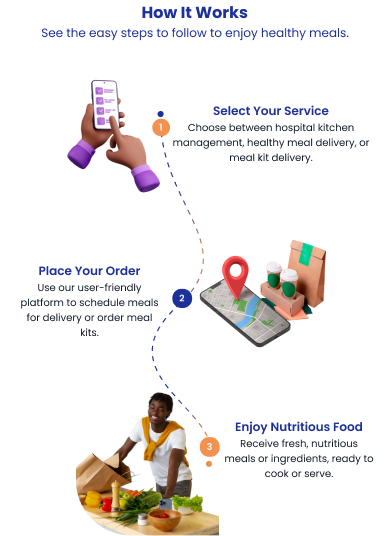 How It Works
See the easy steps to follow to enjoy healthy meals.
Select Your Service
1
Choose between hospital kitchen
management, healthy meal delivery, or
meal kit delivery.
Place Your Order
Use our user-friendly
platform to schedule meals
for delivery or order meal
kits.
2
Enjoy Nutritious Food
3
Receive fresh, nutritious
meals or ingredients, ready to
cook or serve.